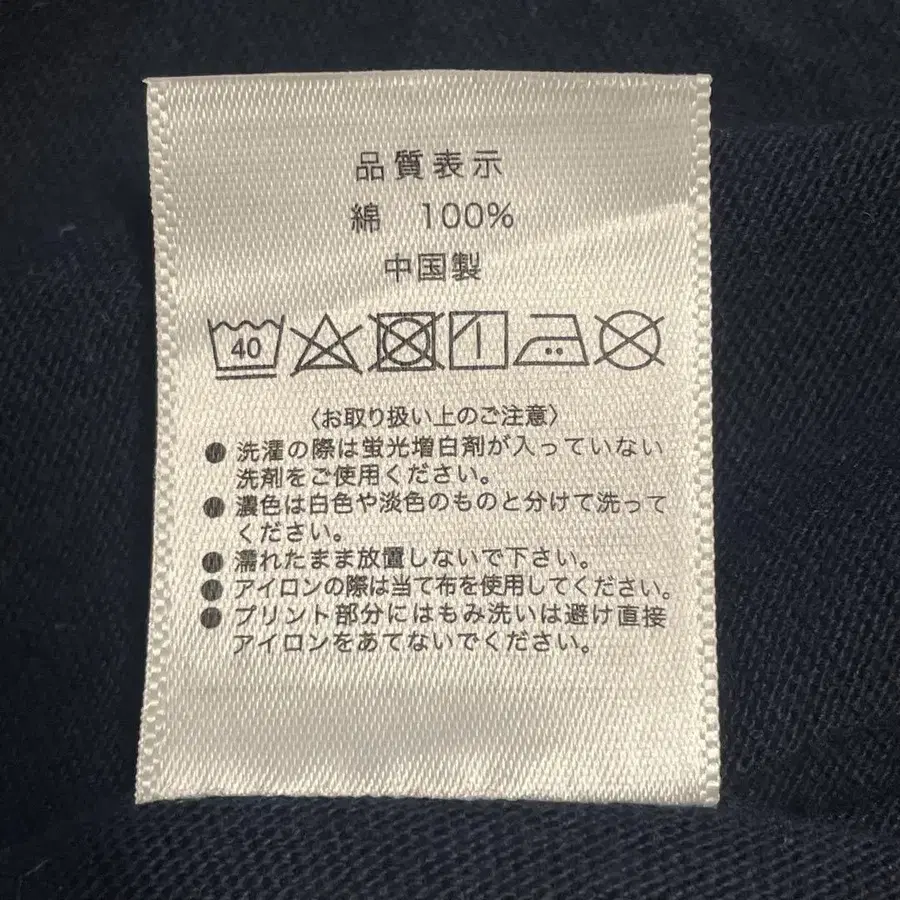 品質表示
綿 100%
中国製
40
〈お取り扱い上のご注意〉
● 洗濯の際は蛍光増白剤が入っていない
洗剤をご使用ください。
● 濃色は白色や淡色のものと分けて洗って
ください。
● 濡れたまま放置しないで下さい。
● アイロンの際は当て布を使用してください。
● プリント部分にはもみ洗いは避け直接
アイロンをあてないでください。